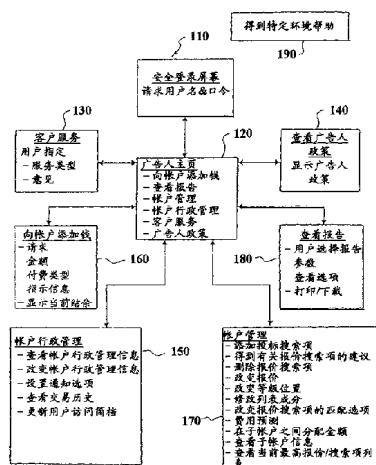 110
安全登录屏幕
请求用户名&口令
得到特定环境帮助
190
130
客户服务
用户指定
- 服务类型
- 意见
120
广告人主页
- 向帐户添加钱
- 查看报告
- 帐户管理
- 帐户行政管理
- 客户服务
- 广告人政策
140
查看广告人
政策
显示广告人
政策
向帐户添加钱
- 请求
金额
付费类型
指示信息
- 显示当前结余
160
查看报告
- 用户选择报告
参数
查看选项
- 打印/下载
180
帐户行政管理
- 查看帐户行政管理信息
- 改变帐户行政管理信息
- 设置通知选项
- 查看交易历史
- 更新用户访问简档
150
帐户管理
- 添加投标搜索项
- 得到有关报价搜索项的建议
- 删除报价搜索项
- 改变报价
- 改变等级位置
- 修改列表成分
- 改变报价搜索项的匹配选项
- 费用预测
- 在子帐户之间分配金额
- 查看子帐户信息
- 查看当前最高报价/搜索项列
表
170